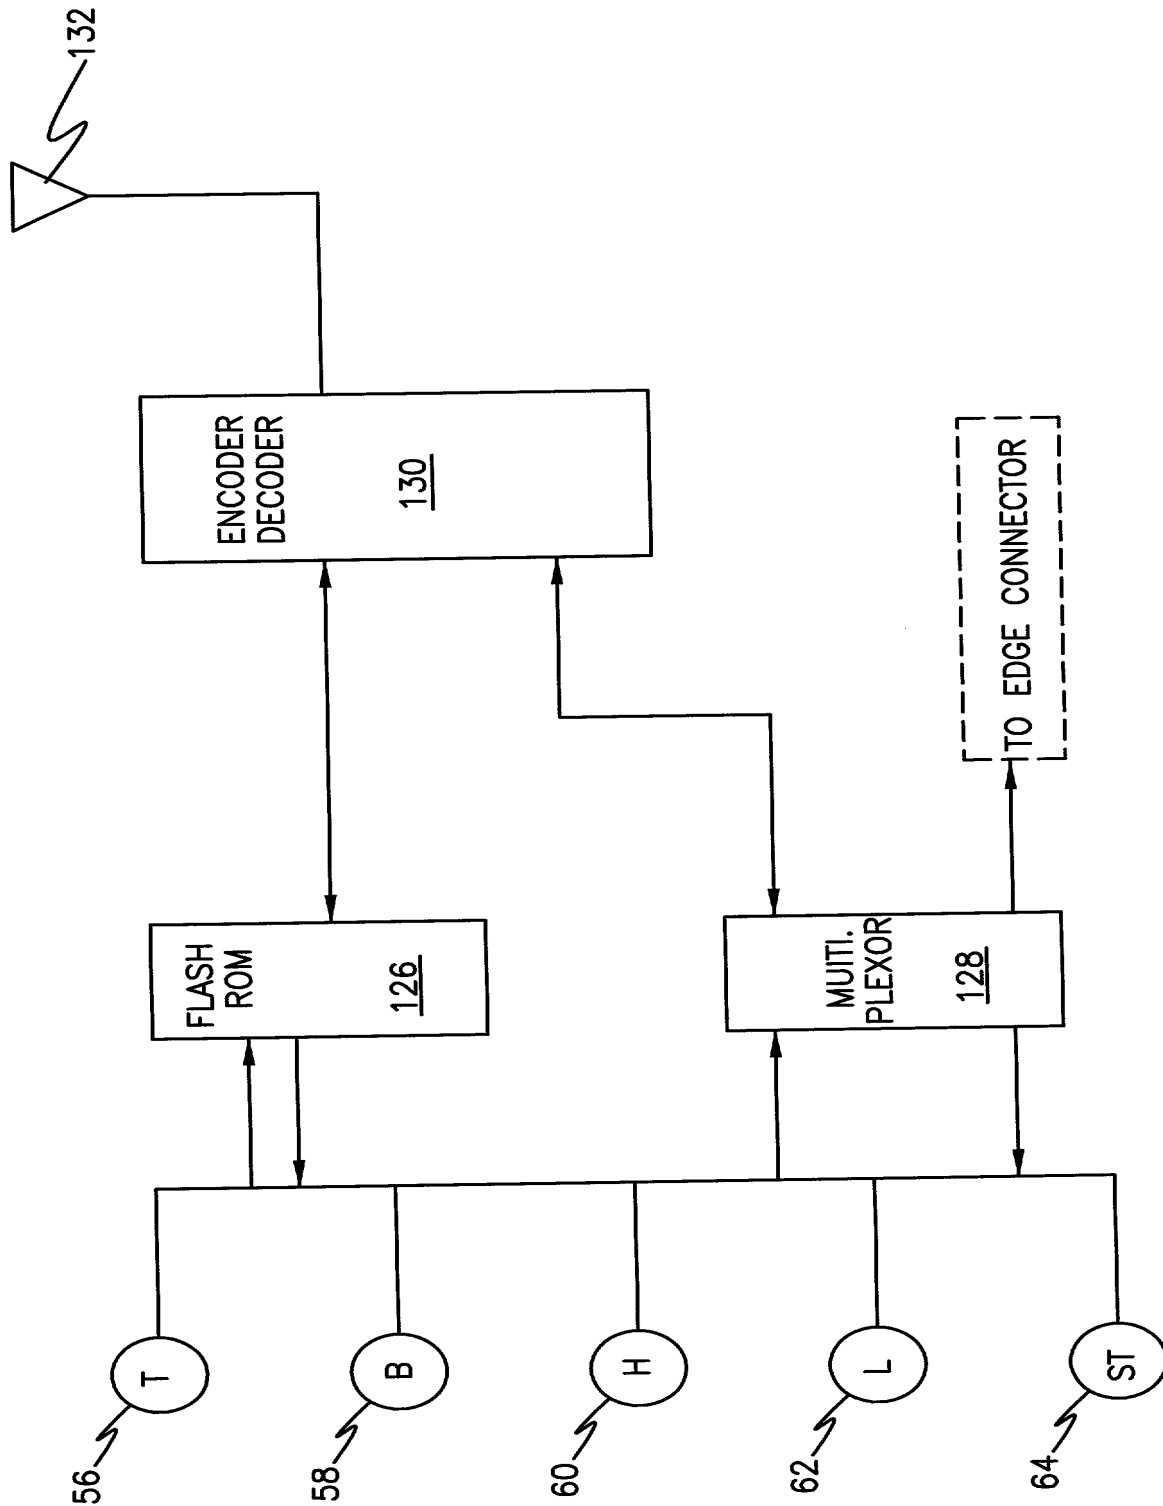 132
ENCODER
DECODER
130
TO EDGE CONNECTOR
FLASH
ROM
126
MUITI.
PLEXOR
128
T
B
H
L
ST
56
58
60
62
64